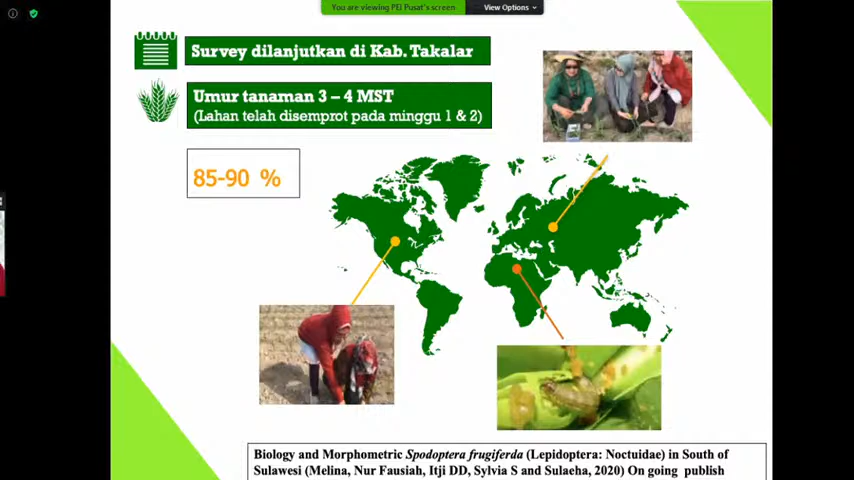 You are viewing PEI Pusat's screen
View Options
Survey dilanjutkan di Kab. Takalar
Umur tanaman 3 – 4 MST
(Lahan telah disemprot pada minggu 1 & 2)
85-90 %
Biology and Morphometric Spodoptera frugiferda (Lepidoptera: Noctuidae) in South of
Sulawesi (Melina, Nur Fausiah, Itji DD, Sylvia S and Sulaeha, 2020) On going publish